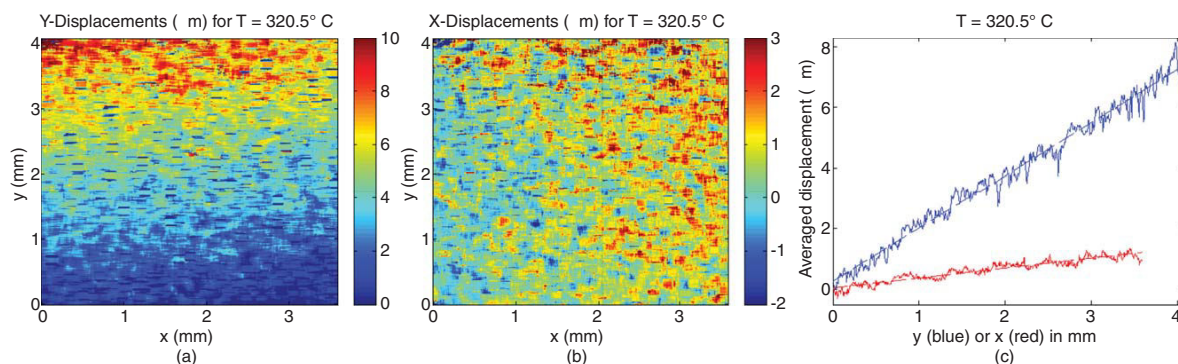 Y-Displacements ( m) for T = 320.5° C
4
3
2
1
0
y (mm)
0 1 2 3
x (mm)
(a)
10
8
6
4
2
0
X-Displacements ( m) for T = 320.5° C
4
3
2
1
0
y (mm)
0 1 2 3
x (mm)
(b)
3
2
1
0
-1
-2
T = 320.5° C
8
6
4
2
0
Averaged displacement ( m)
0 1 2 3 4
y (blue) or x (red) in mm
(c)